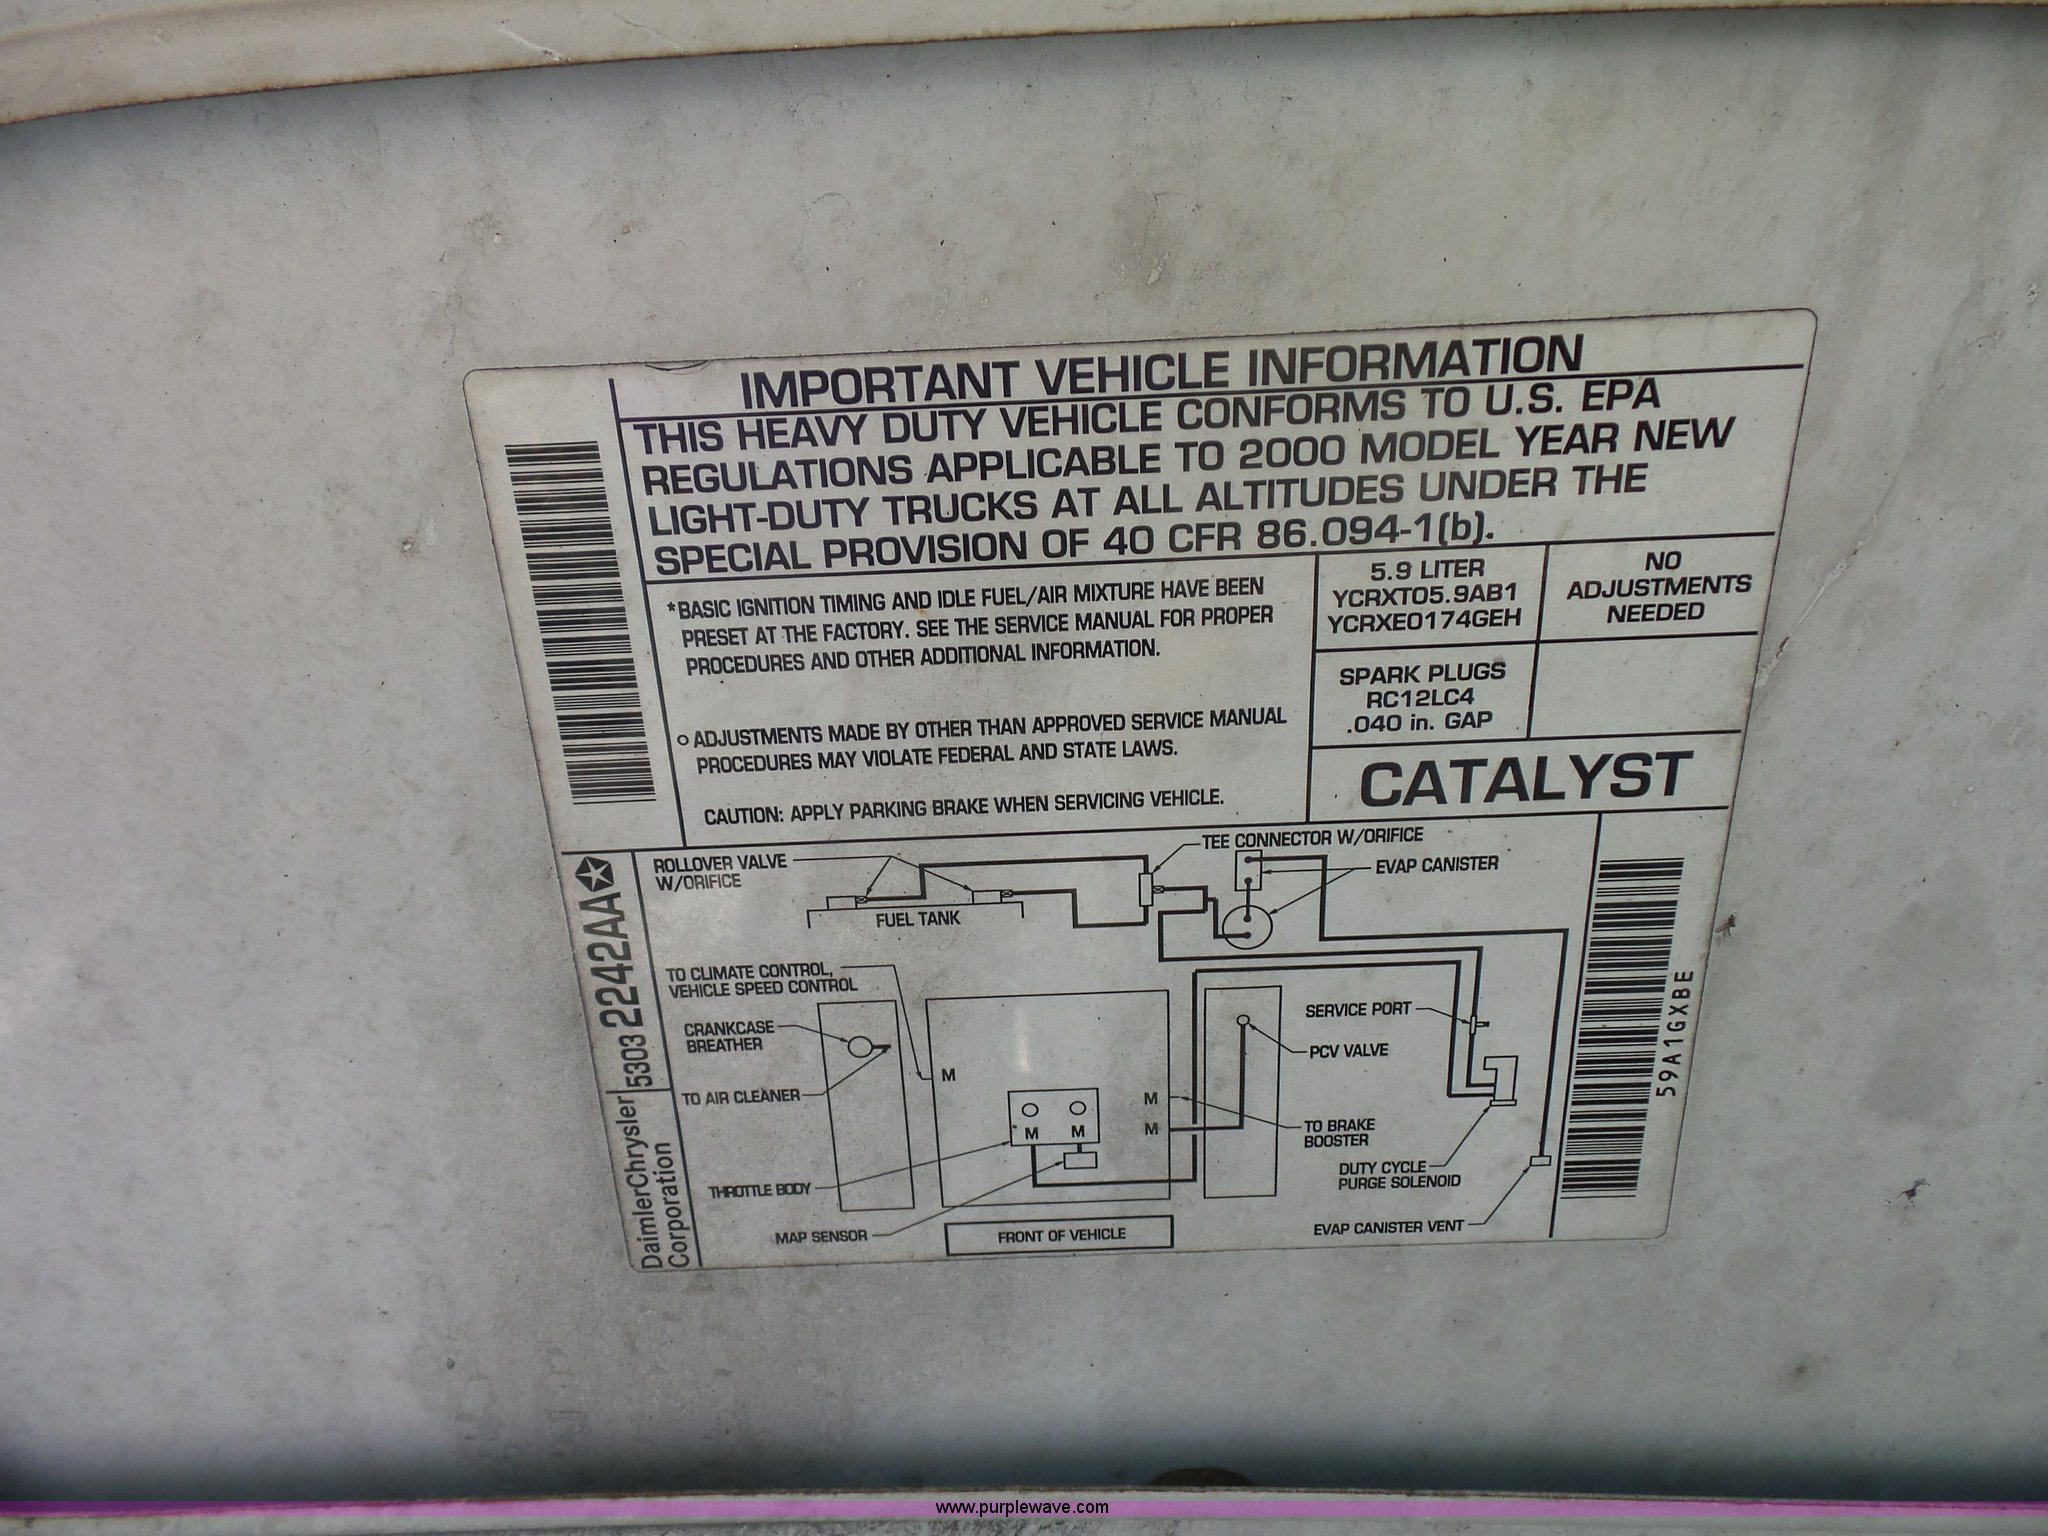 IMPORTANT VEHICLE INFORMATION
THIS HEAVY DUTY VEHICLE CONFORMS TO U.S. EPA
REGULATIONS APPLICABLE TO 2000 MODEL YEAR NEW
LIGHT-DUTY TRUCKS AT ALL ALTITUDES UNDER THE
SPECIAL PROVISION OF 40 CFR 86.094-1(b).
*BASIC IGNITION TIMING AND IDLE FUEL/AIR MIXTURE HAVE BEEN
PRESET AT THE FACTORY. SEE THE SERVICE MANUAL FOR PROPER
PROCEDURES AND OTHER ADDITIONAL INFORMATION.
o ADJUSTMENTS MADE BY OTHER THAN APPROVED SERVICE MANUAL
PROCEDURES MAY VIOLATE FEDERAL AND STATE LAWS.
CAUTION: APPLY PARKING BRAKE WHEN SERVICING VEHICLE.
5.9 LITER
YCRXT05.9AB1
YCRXE0174GEH
NO
ADJUSTMENTS
NEEDED
SPARK PLUGS
RC12LC4
.040 in. GAP
CATALYST
ROLLOVER VALVE
W/ORIFICE
FUEL TANK
TEE CONNECTOR W/ORIFICE
EVAP CANISTER
TO CLIMATE CONTROL,
VEHICLE SPEED CONTROL
CRANKCASE
BREATHER
TO AIR CLEANER
THROTTLE BODY
MAP SENSOR
M
M M
M
M
FRONT OF VEHICLE
SERVICE PORT
PCV VALVE
TO BRAKE
BOOSTER
DUTY CYCLE
PURGE SOLENOID
EVAP CANISTER VENT
DaimlerChrysler
Corporation
53032242AA
59A1GXBE
www.purplewave.com